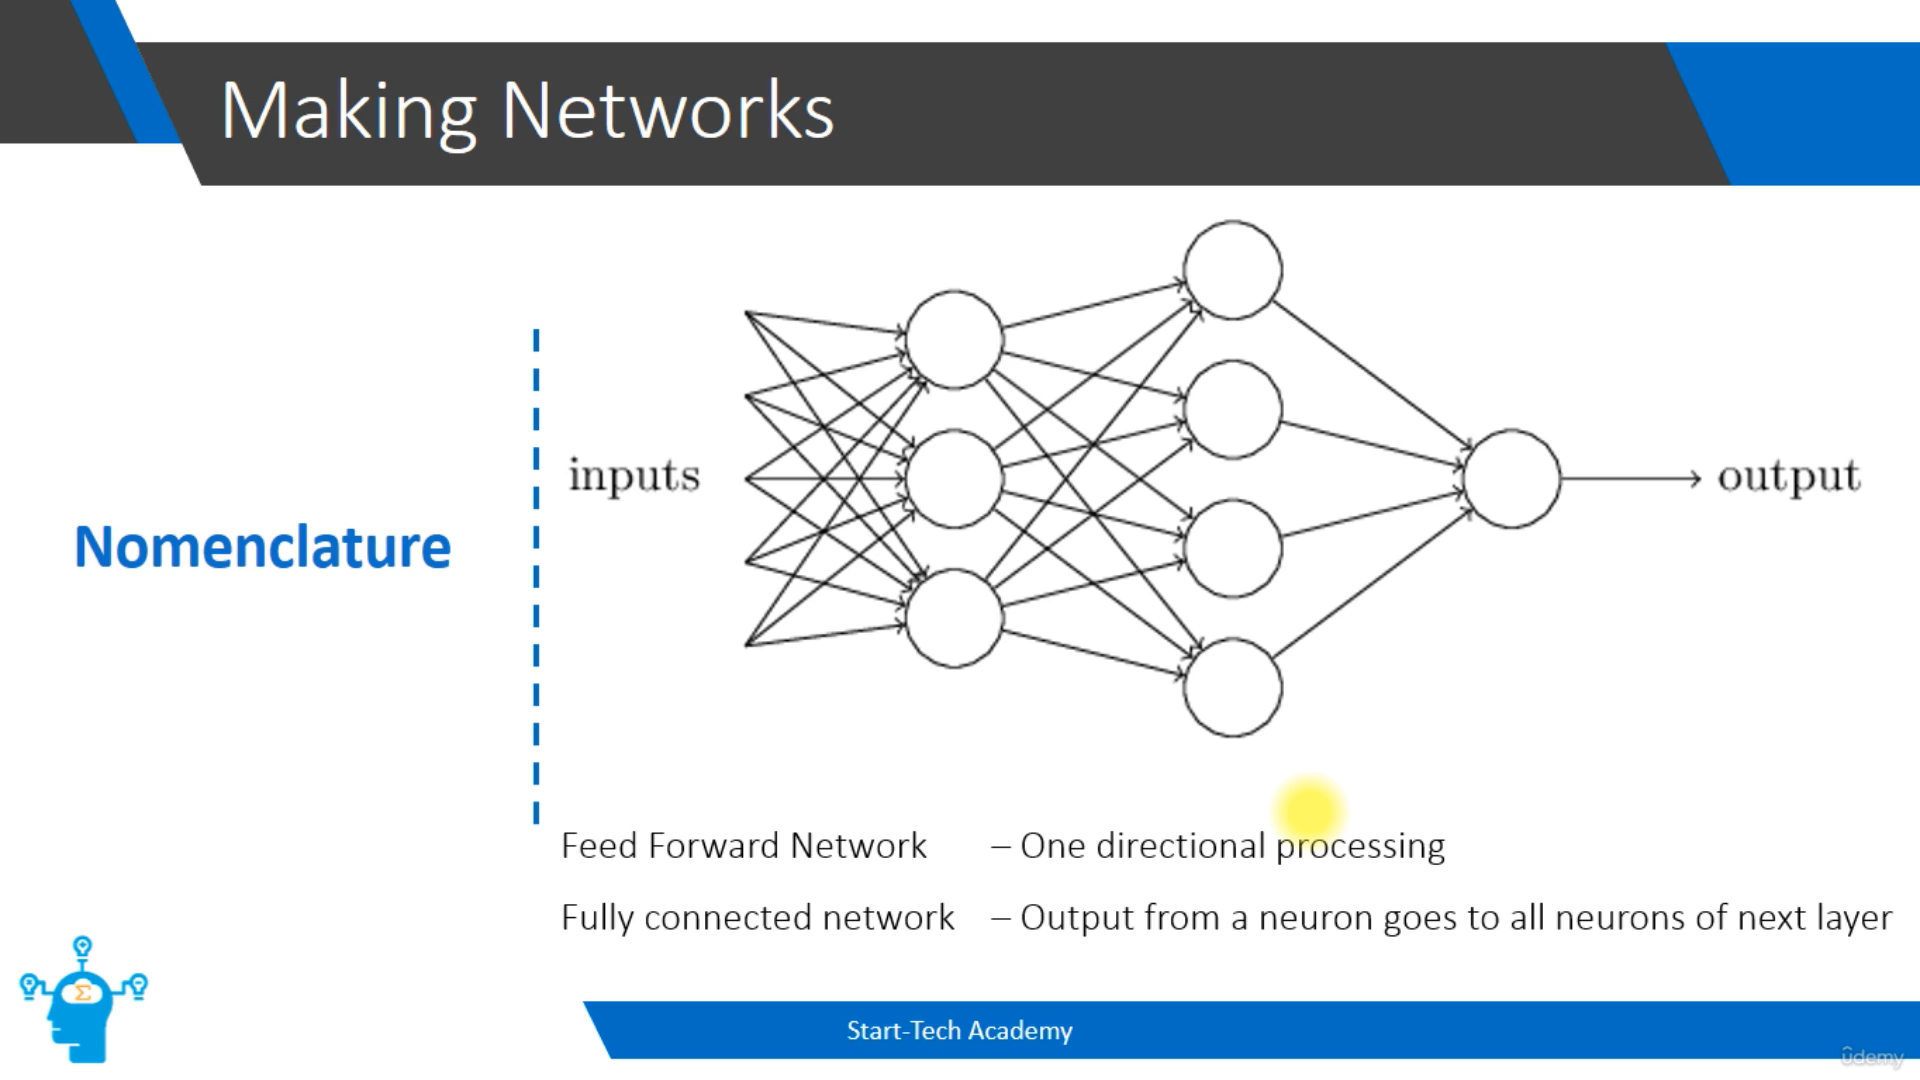 Making Networks
inputs
output
Nomenclature
Feed Forward Network – One directional processing
Fully connected network – Output from a neuron goes to all neurons of next layer
Σ
Start-Tech Academy
ûdemy